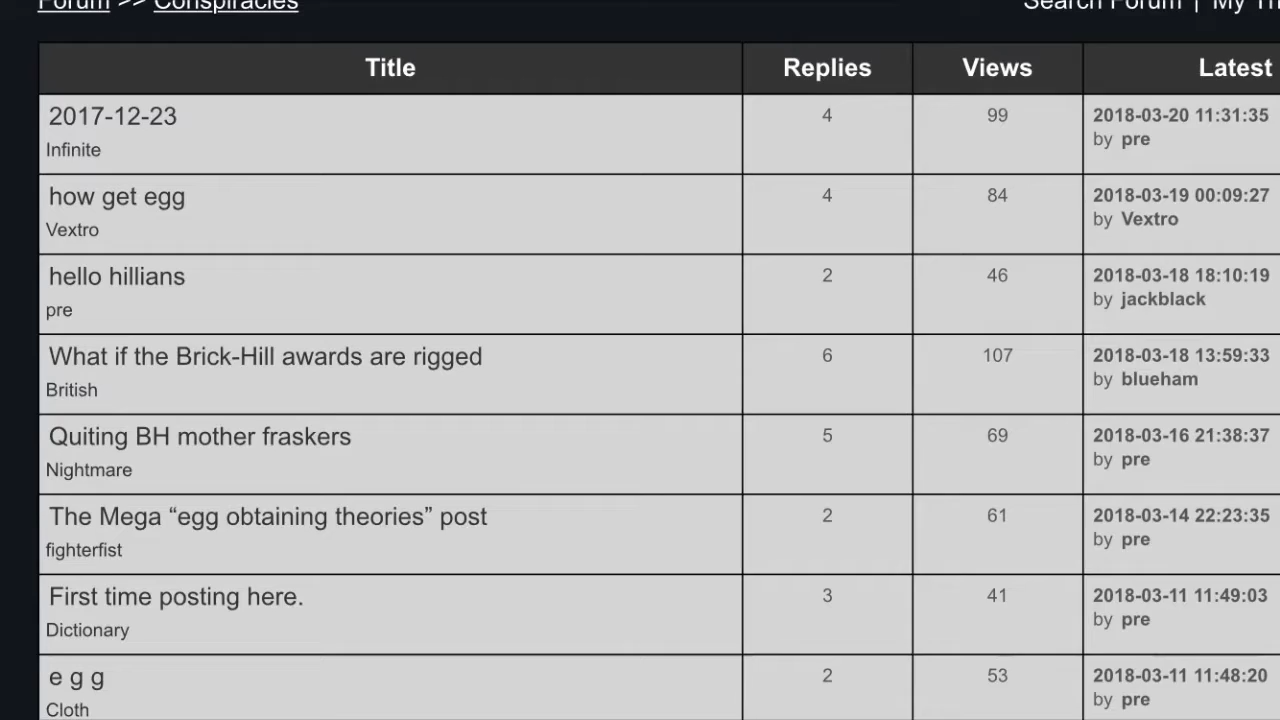 Forum >> Conspiracies
Search Forum | My
Title Replies Views Latest
2017-12-23 4 99 2018-03-20 11:31:35
Infinite by pre
how get egg 4 84 2018-03-19 00:09:27
Vextro by Vextro
hello hillians 2 46 2018-03-18 18:10:19
pre by jackblack
What if the Brick-Hill awards are rigged 6 107 2018-03-18 13:59:33
British by blueham
Quiting BH mother fraskers 5 69 2018-03-16 21:38:37
Nightmare by pre
The Mega “egg obtaining theories” post 2 61 2018-03-14 22:23:35
fighterfist by pre
First time posting here. 3 41 2018-03-11 11:49:03
Dictionary by pre
e g g 2 53 2018-03-11 11:48:20
Cloth by pre